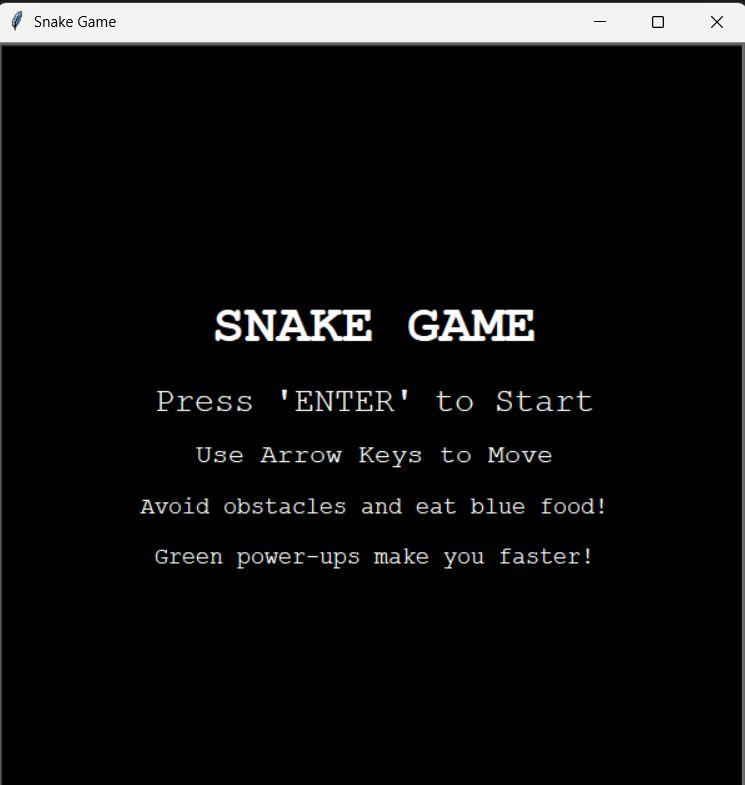 Snake Game
SNAKE GAME
Press 'ENTER' to Start
Use Arrow Keys to Move
Avoid obstacles and eat blue food!
Green power-ups make you faster!